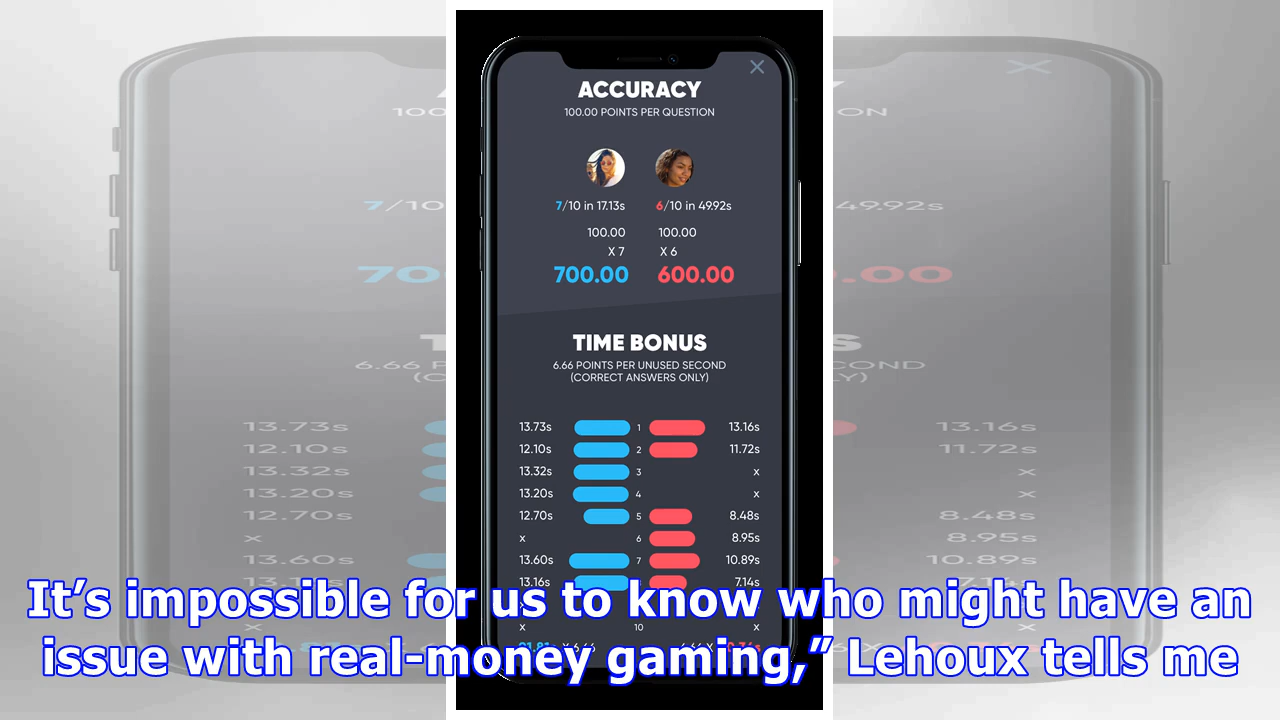 ACCURACY
100.00 POINTS PER QUESTION
7/10 in 17.13s 6/10 in 49.92s
100.00 100.00
X 7 X 6
700.00 600.00
TIME BONUS
6.66 POINTS PER UNUSED SECOND
(CORRECT ANSWERS ONLY)
13.73s 1 13.16s
12.10s 2 11.72s
13.32s 3 x
13.20s 4 x
12.70s 5 8.48s
x 6 8.95s
13.60s 7 10.89s
13.16s 7.14s
x 10 x
It’s impossible for us to know who might have an
issue with real-money gaming,” Lehoux tells me